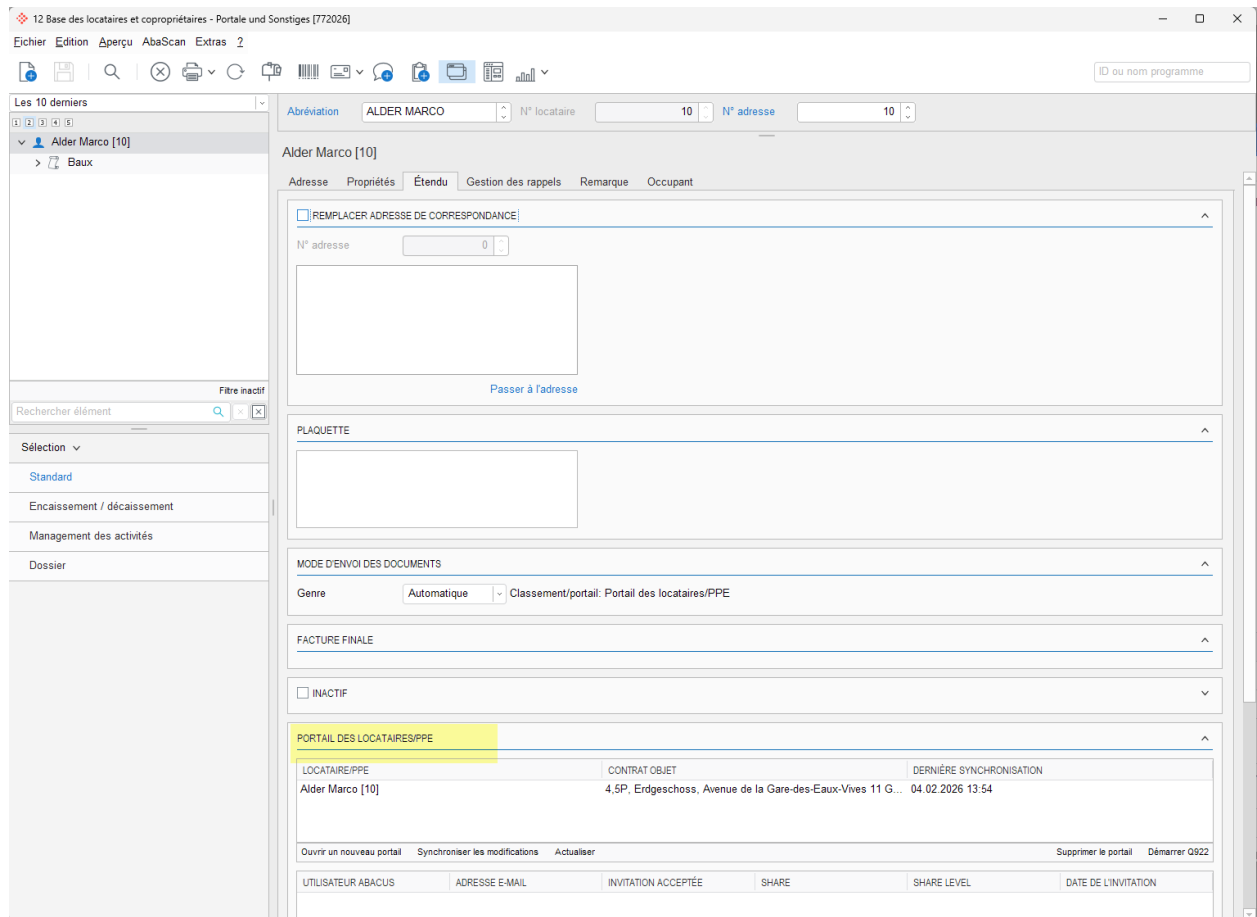 12 Base des locataires et copropriétaires - Portale und Sonstiges [772026]
Fichier Edition Aperçu AbaScan Extras ?
ID ou nom programme
Les 10 derniers
1 2 3 4 5
Alder Marco [10]
Baux
Filtre inactif
Rechercher élément
Sélection
Standard
Encaissement / décaissement
Management des activités
Dossier
Abréviation ALDER MARCO N° locataire 10 N° adresse 10
Alder Marco [10]
Adresse Propriétés Étendu Gestion des rappels Remarque Occupant
REMPLACER ADRESSE DE CORRESPONDANCE
N° adresse 0
Passer à l'adresse
PLAQUETTE
MODE D'ENVOI DES DOCUMENTS
Genre Automatique Classement/portail: Portail des locataires/PPE
FACTURE FINALE
INACTIF
PORTAIL DES LOCATAIRES/PPE
LOCATAIRE/PPE CONTRAT OBJET DERNIÈRE SYNCHRONISATION
Alder Marco [10] 4,5P, Erdgeschoss, Avenue de la Gare-des-Eaux-Vives 11 G... 04.02.2026 13:54
Ouvrir un nouveau portail Synchroniser les modifications Actualiser Supprimer le portail Démarrer Q922
UTILISATEUR ABACUS ADRESSE E-MAIL INVITATION ACCEPTÉE SHARE SHARE LEVEL DATE DE L'INVITATION